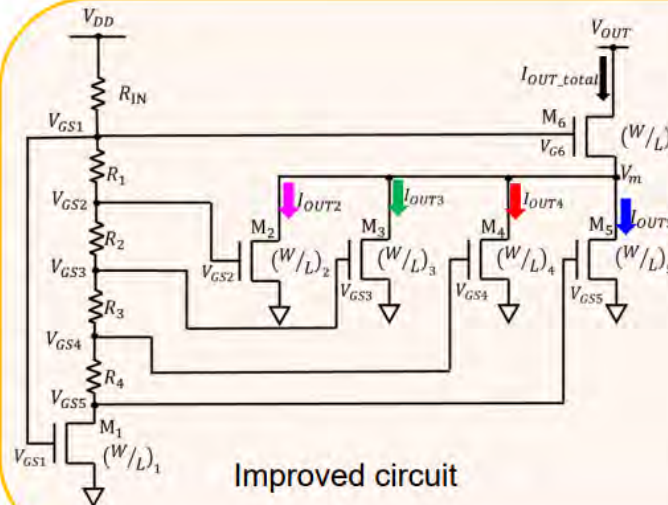 V_DD
V_OUT
I_OUT_total
R_IN
M_6
V_GS1
V_G6
(W/L)
R_1
V_m
V_GS2
I_OUT2
I_OUT3
I_OUT4
I_OUT5
R_2
M_2
M_3
M_4
M_5
V_GS3
V_GS2
(W/L)_2
V_GS3
(W/L)_3
V_GS4
(W/L)_4
V_GS5
(W/L)
R_3
V_GS4
R_4
V_GS5
M_1
V_GS1
(W/L)_1
Improved circuit